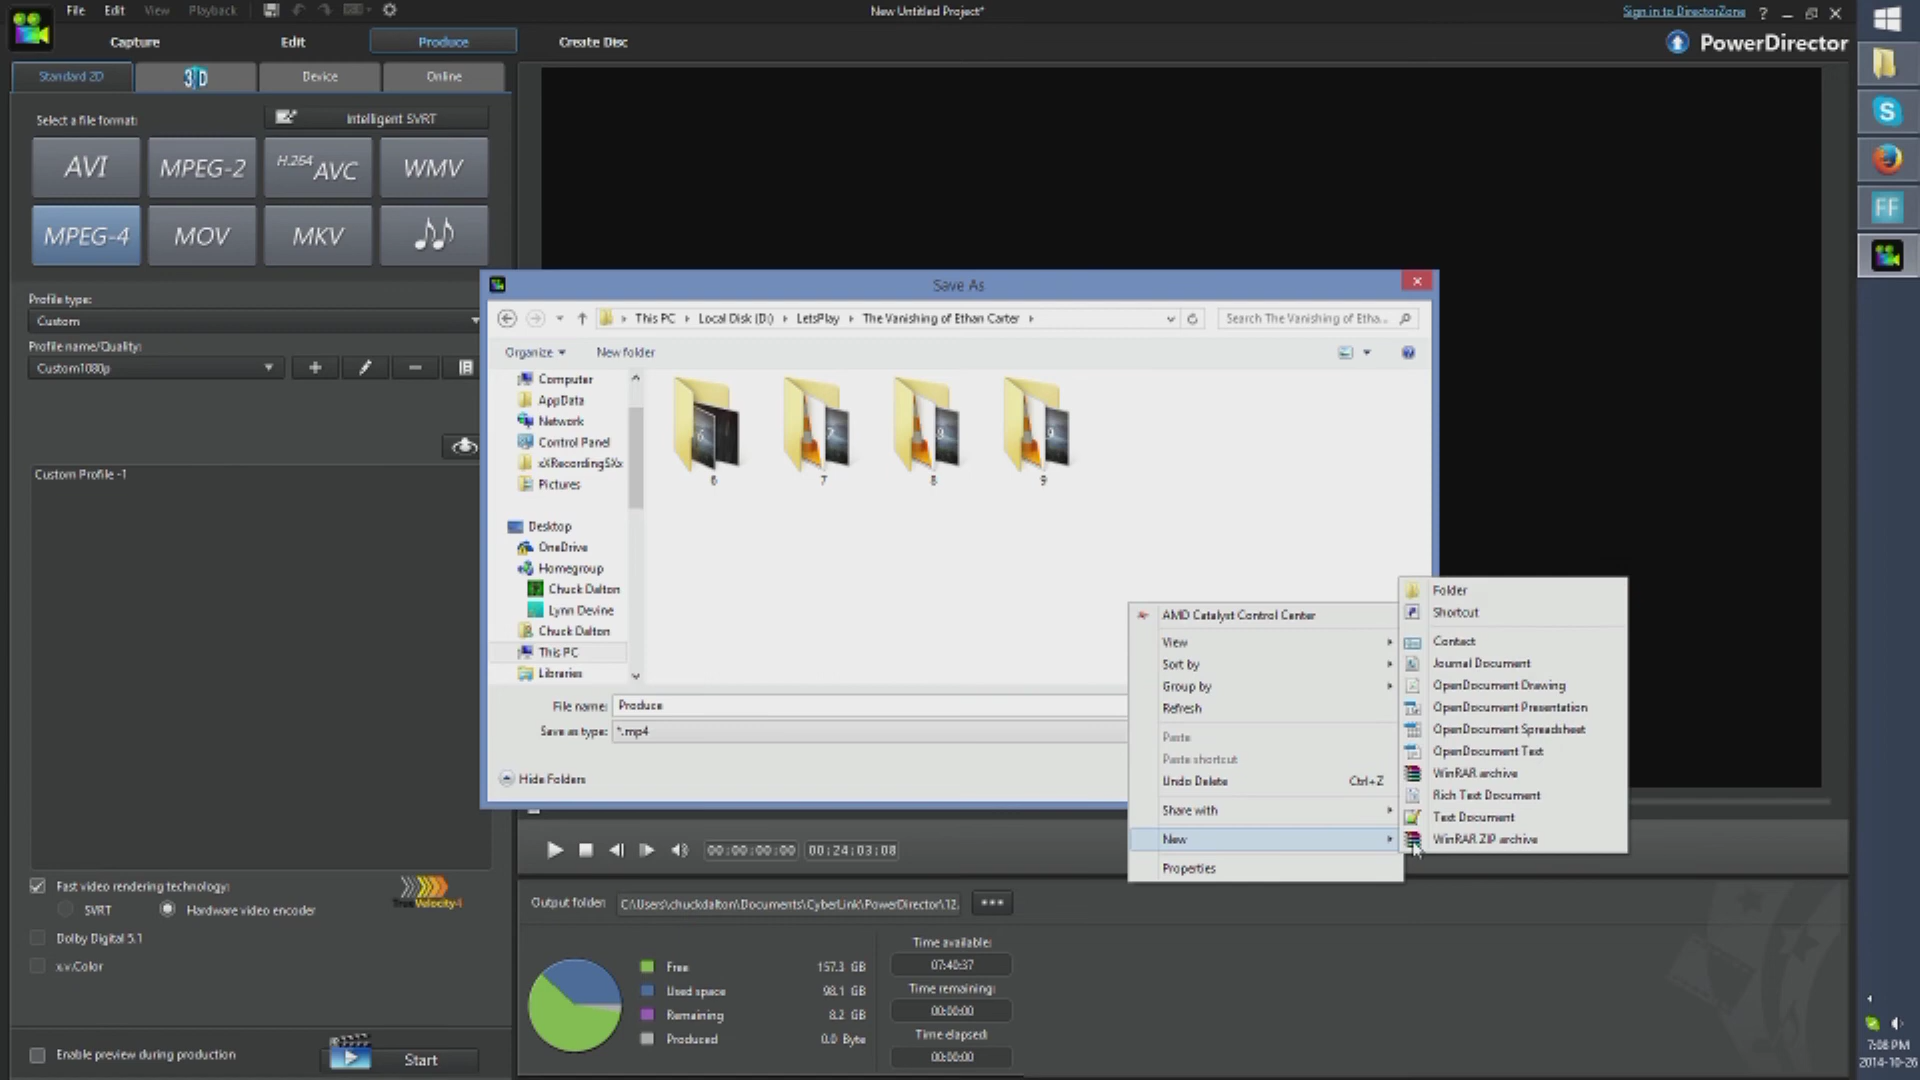 File Edit View Playback
New Untitled Project*
Sign in to DirectorZone ?
Capture Edit Produce Create Disc
PowerDirector
Standard 2D 3D Device Online
Select a file format:
Intelligent SVRT
AVI MPEG-2 H.264 AVC WMV
MPEG-4 MOV MKV
Profile type:
Custom
Profile name/Quality:
Custom1080p
Custom Profile -1
Save As
This PC Local Disk (D:) LetsPlay The Vanishing of Ethan Carter
Search The Vanishing of Etha...
Organize New folder
Computer
AppData
Network
Control Panel
xXRecordingSXx
Pictures
Desktop
OneDrive
Homegroup
Chuck Dalton
Lynn Devine
Chuck Dalton
This PC
Libraries
6 7 8 9
6 7 8 9
File name: Produce
Save as type: *.mp4
Hide Folders
AMD Catalyst Control Center
View
Sort by
Group by
Refresh
Paste
Paste shortcut
Undo Delete Ctrl+Z
Share with
New
Properties
Folder
Shortcut
Contact
Journal Document
OpenDocument Drawing
OpenDocument Presentation
OpenDocument Spreadsheet
OpenDocument Text
WinRAR archive
Rich Text Document
Text Document
WinRAR ZIP archive
00:00:00:00 00:24:03:08
Fast video rendering technology:
SVRT Hardware video encoder
TrueVelocity4
Dolby Digital 5.1
x.v.Color
Enable preview during production
Start
Output folder: C:\Users\chuckdalton\Documents\CyberLink\PowerDirector\12. •••
Free 157.3 GB
Used space 98.1 GB
Remaining 8.2 GB
Produced 0.0 Byte
Time available:
07:40:37
Time remaining:
00:00:00
Time elapsed:
00:00:00
S
FF
7:08 PM
2014-10-26